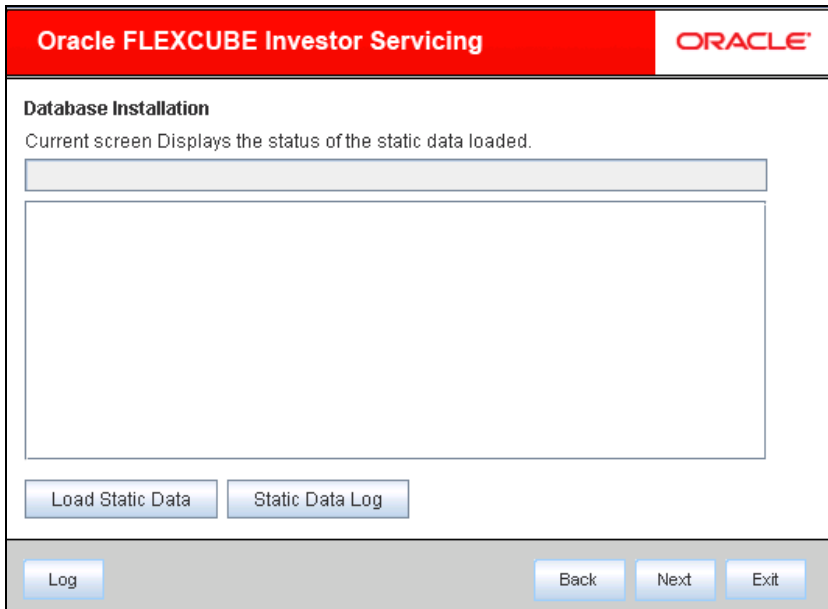 Oracle FLEXCUBE Investor Servicing
ORACLE
Database Installation
Current screen Displays the status of the static data loaded.
Load Static Data
Static Data Log
Log
Back
Next
Exit